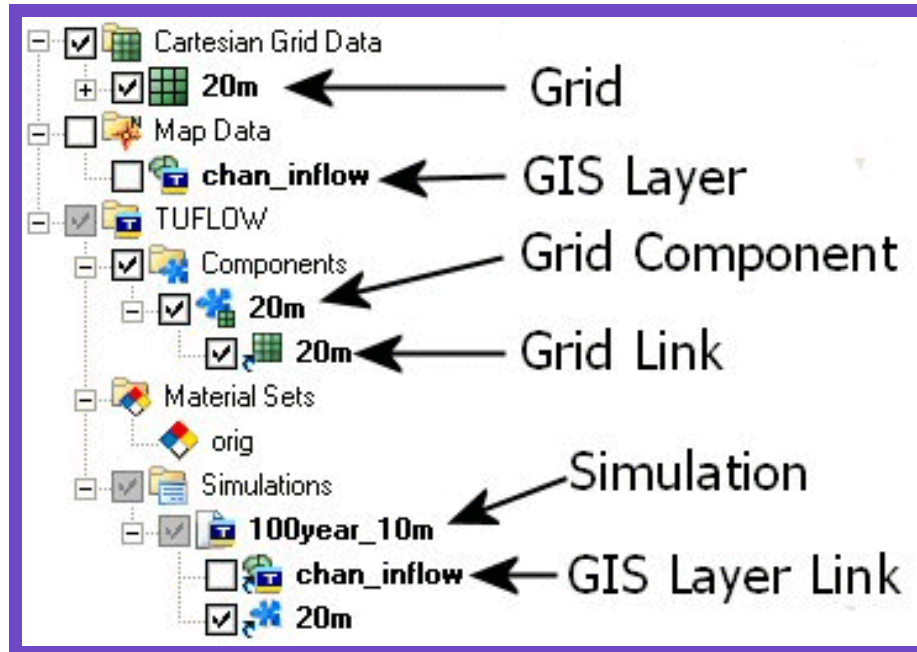 Cartesian Grid Data
20m Grid
Map Data
chan_inflow GIS Layer
TUFLOW
Components Grid Component
20m
20m Grid Link
Material Sets
orig
Simulations Simulation
100year_10m
chan_inflow GIS Layer Link
20m